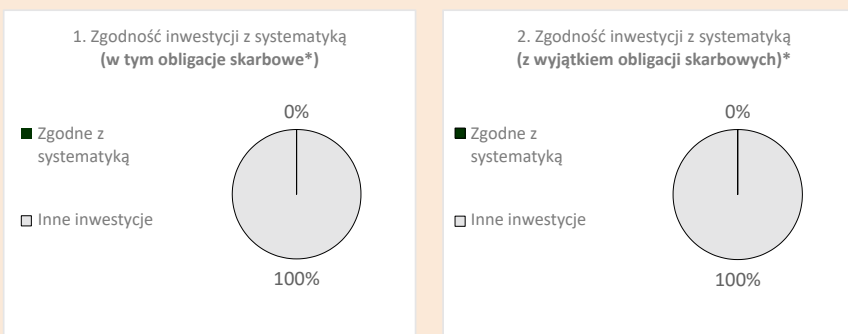 1. Zgodność inwestycji z systematyką
(w tym obligacje skarbowe*)
0%
Zgodne z
systematyką
Inne inwestycje
100%
2. Zgodność inwestycji z systematyką
(z wyjątkiem obligacji skarbowych)*
0%
Zgodne z
systematyką
Inne inwestycje
100%